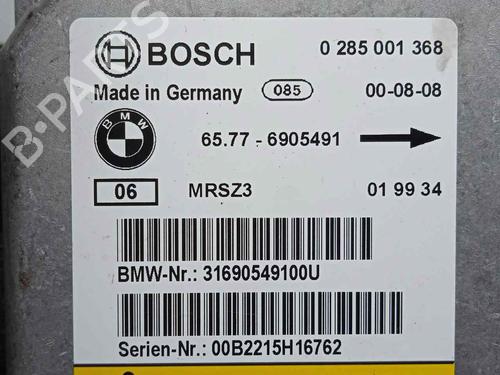 BOSCH 0 285 001 368
Made in Germany 085 00-08-08
BMW 65.77 - 6905491
06 MRSZ3 01 99 34
BMW-Nr.: 31690549100U
Serien-Nr.: 00B2215H16762
B-PARTS